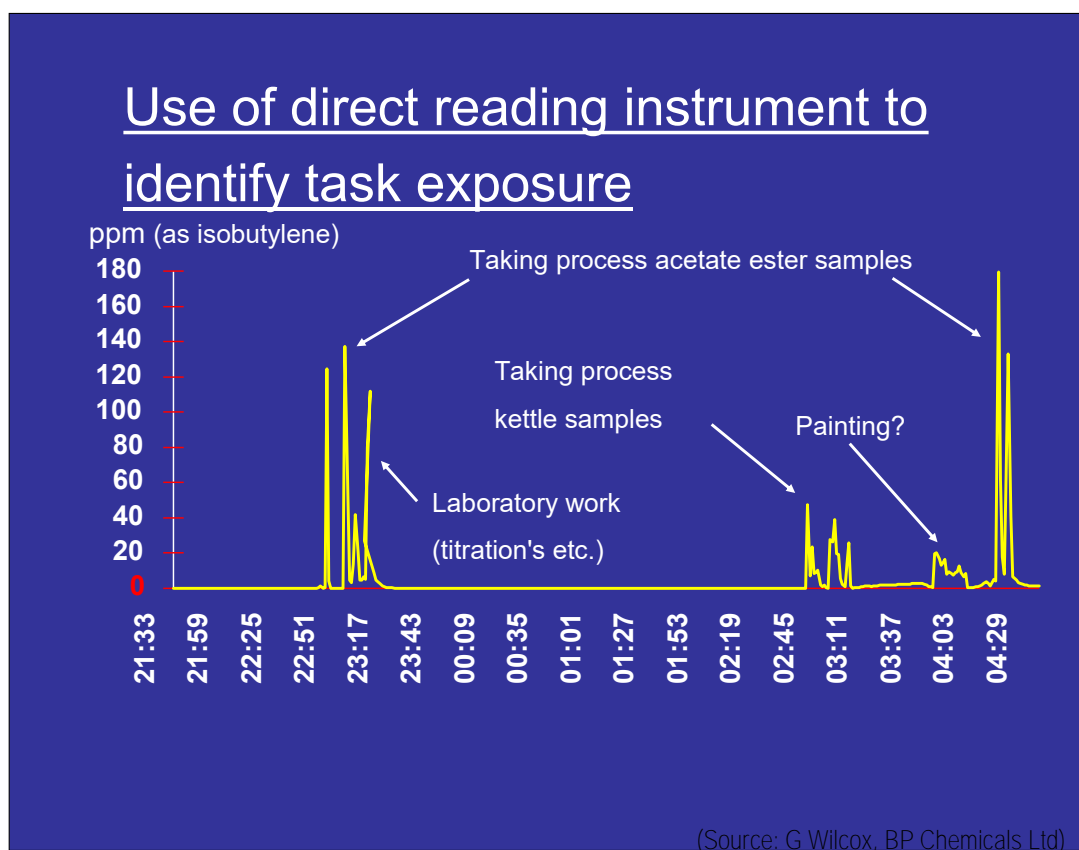 Use of direct reading instrument to
identify task exposure
ppm (as isobutylene)
Taking process acetate ester samples
Taking process
kettle samples
Painting?
Laboratory work
(titration's etc.)
180
160
140
120
100
80
60
40
20
0
21:33
21:59
22:25
22:51
23:17
23:43
00:09
00:35
01:01
01:27
01:53
02:19
02:45
03:11
03:37
04:03
04:29
(Source: G Wilcox, BP Chemicals Ltd)